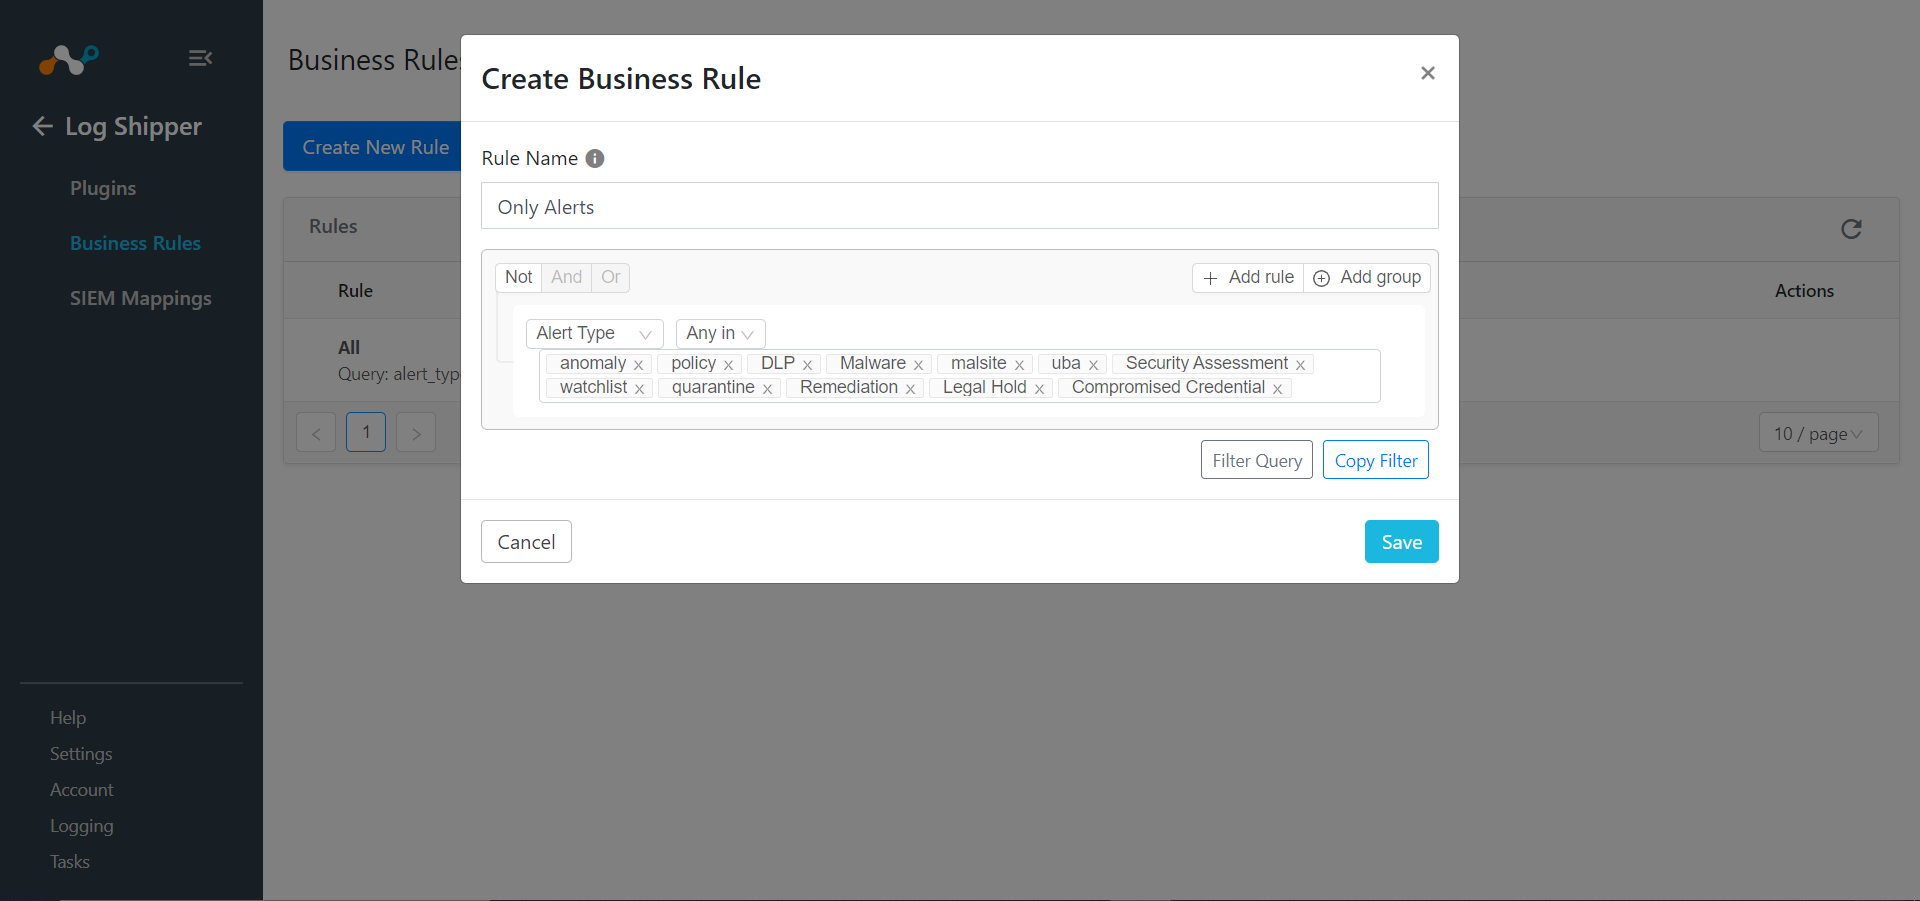 Log Shipper
Plugins
Business Rules
SIEM Mappings
Help
Settings
Account
Logging
Tasks
Business Rules
Create New Rule
Rules
Rule
Actions
All
Query: alert_typ
1
10 / page
Create Business Rule
Rule Name
Only Alerts
Not And Or
Add rule Add group
Alert Type Any in
anomaly policy DLP Malware malsite uba Security Assessment
watchlist quarantine Remediation Legal Hold Compromised Credential
Filter Query Copy Filter
Cancel Save